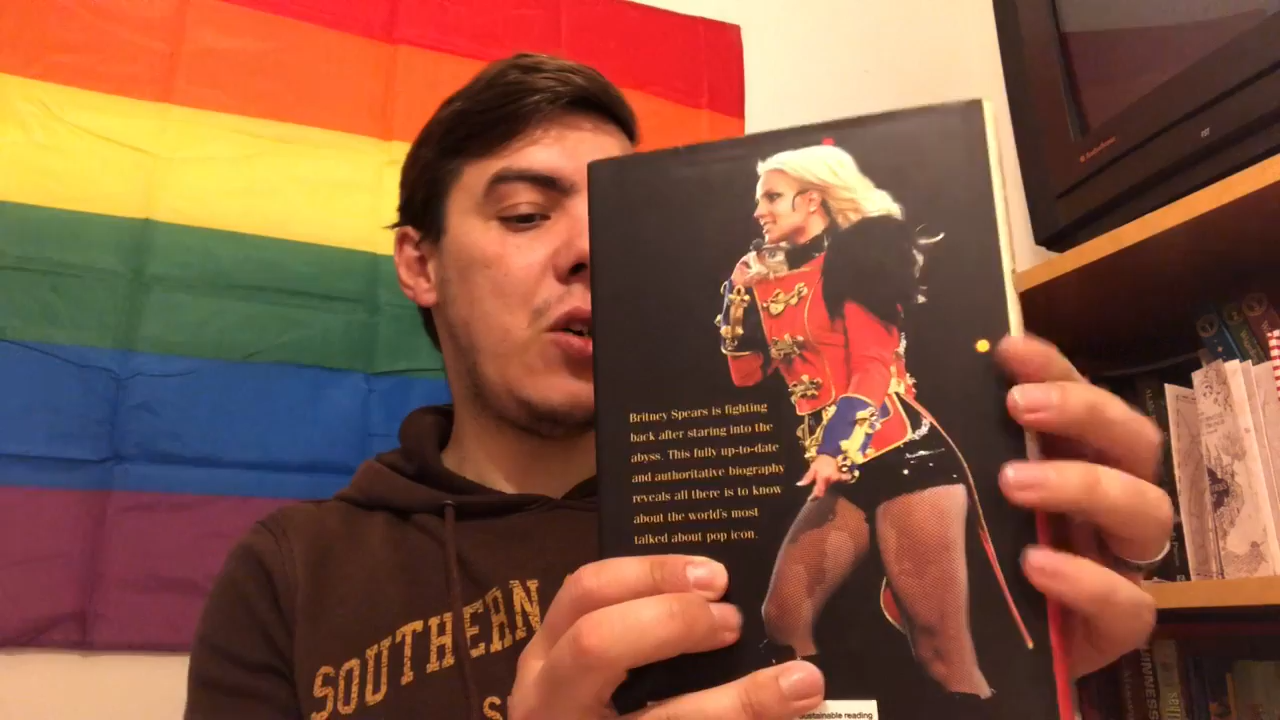 Britney Spears is fighting
back after staring into the
abyss. This fully up-to-date
and authoritative biography
reveals all there is to know
about the world's most
talked about pop icon.
SOUTHERN
sustainable reading